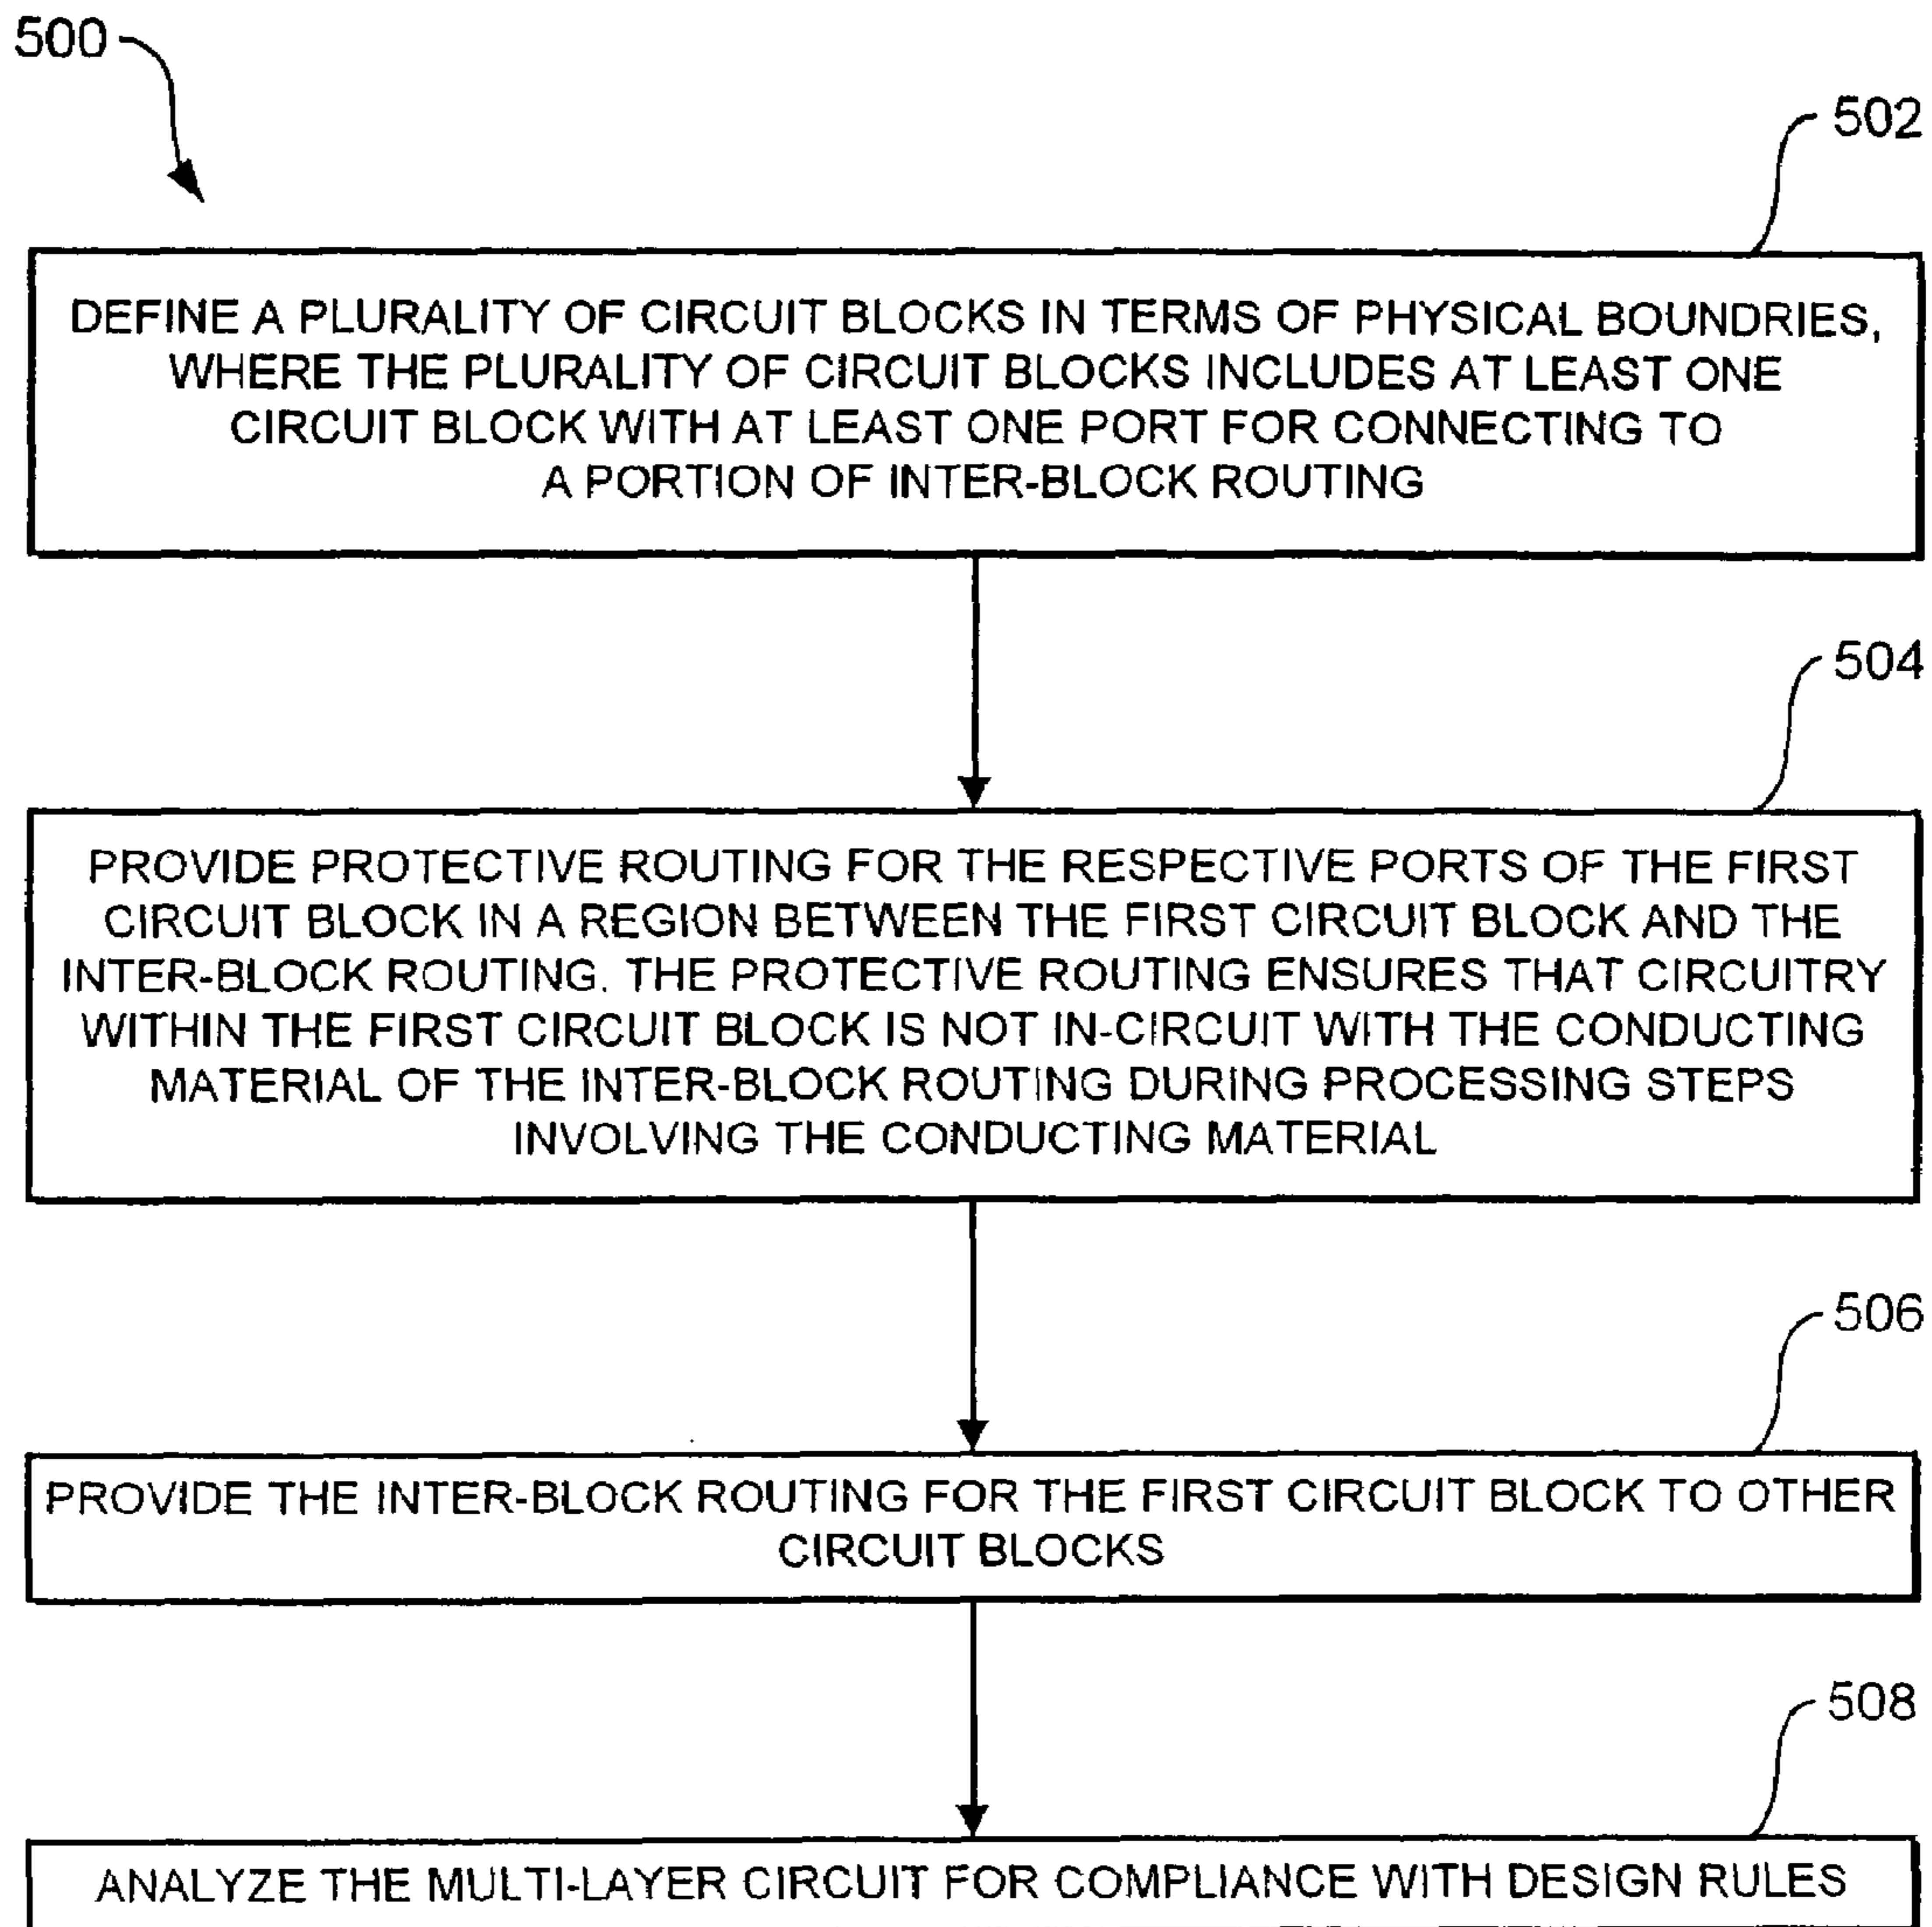 500
502
DEFINE A PLURALITY OF CIRCUIT BLOCKS IN TERMS OF PHYSICAL BOUNDRIES,
WHERE THE PLURALITY OF CIRCUIT BLOCKS INCLUDES AT LEAST ONE
CIRCUIT BLOCK WITH AT LEAST ONE PORT FOR CONNECTING TO
A PORTION OF INTER-BLOCK ROUTING
504
PROVIDE PROTECTIVE ROUTING FOR THE RESPECTIVE PORTS OF THE FIRST
CIRCUIT BLOCK IN A REGION BETWEEN THE FIRST CIRCUIT BLOCK AND THE
INTER-BLOCK ROUTING. THE PROTECTIVE ROUTING ENSURES THAT CIRCUITRY
WITHIN THE FIRST CIRCUIT BLOCK IS NOT IN-CIRCUIT WITH THE CONDUCTING
MATERIAL OF THE INTER-BLOCK ROUTING DURING PROCESSING STEPS
INVOLVING THE CONDUCTING MATERIAL
506
PROVIDE THE INTER-BLOCK ROUTING FOR THE FIRST CIRCUIT BLOCK TO OTHER
CIRCUIT BLOCKS
508
ANALYZE THE MULTI-LAYER CIRCUIT FOR COMPLIANCE WITH DESIGN RULES